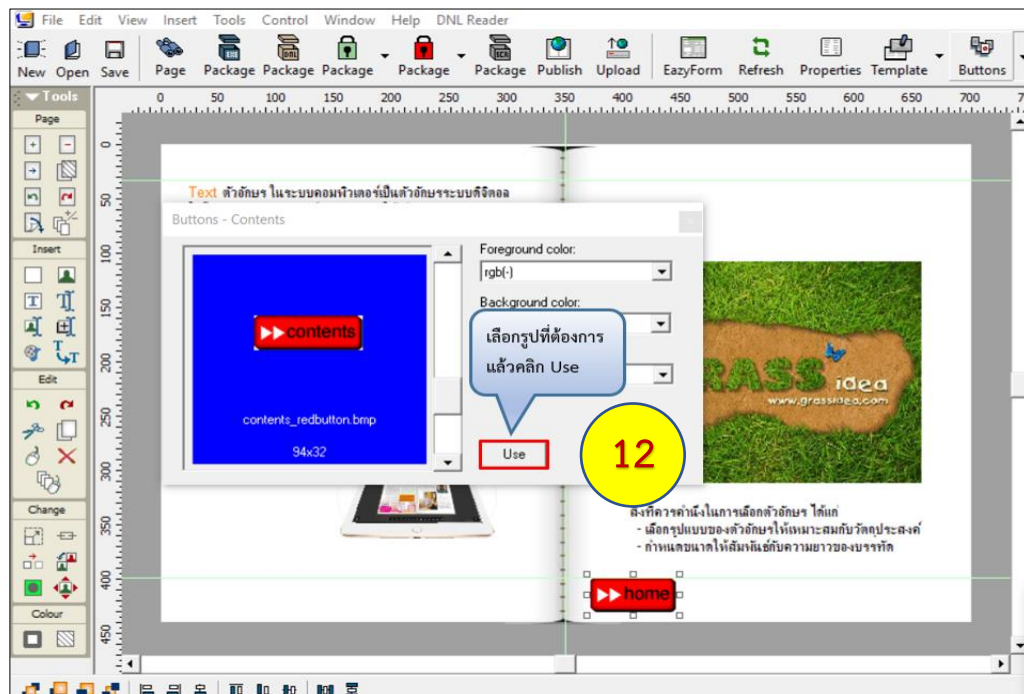 File Edit View Insert Tools Control Window Help DNL Reader
New Open Save Page Package Package Package Package Package Publish Upload EazyForm Refresh Properties Template Buttons
Tools
0 50 100 150 200 250 300 350 400 450 500 550 600 650 700
Page
Insert
Edit
Change
Colour
0
50
100
150
200
250
300
350
400
450
Text ตัวอักษร ในระบบคอมพิวเตอร์เป็นตัวอักษรระบบดิจิตอล
Buttons - Contents
contents
contents_redbutton.bmp
94x32
Foreground color:
rgb(-)
Background color:
เลือกรูปที่ต้องการ
แล้วคลิก Use
Use
12
GRASS idea
www.grassidea.com
สิ่งที่ควรคำนึงในการเลือกตัวอักษร ได้แก่
- เลือกรูปแบบของตัวอักษรให้เหมาะสมกับวัตถุประสงค์
- กำหนดขนาดให้สัมพันธ์กับความยาวของบรรทัด
home